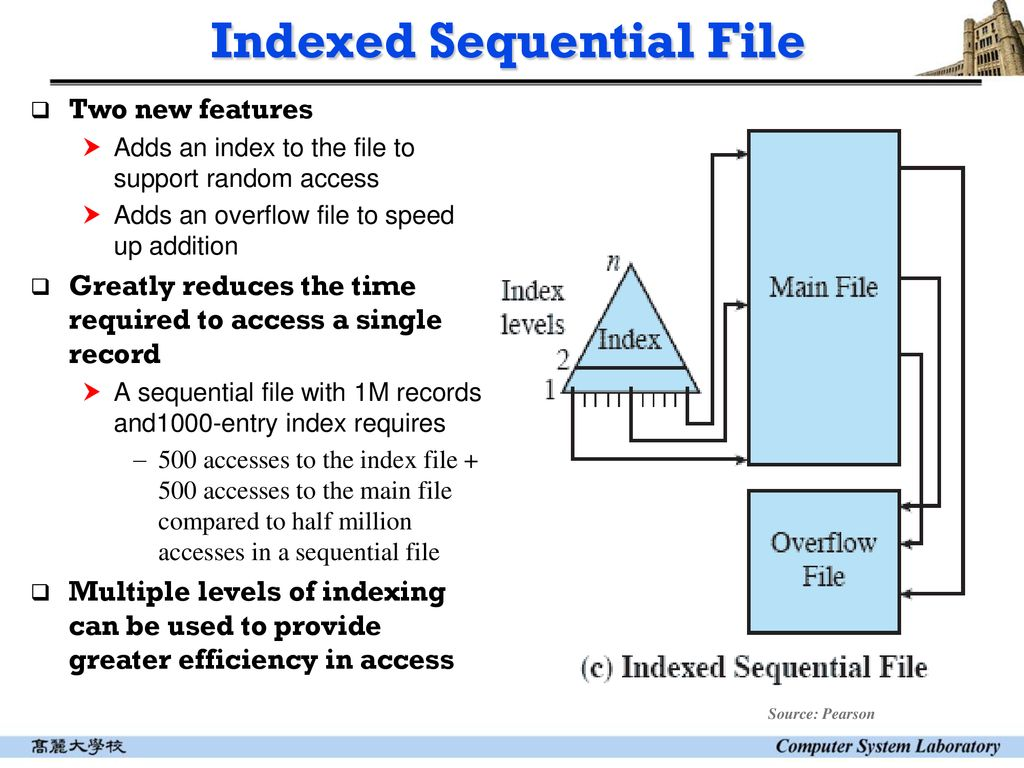 Indexed Sequential File
Two new features
Adds an index to the file to
support random access
Adds an overflow file to speed
up addition
Greatly reduces the time
required to access a single
record
A sequential file with 1M records
and1000-entry index requires
– 500 accesses to the index file +
500 accesses to the main file
compared to half million
accesses in a sequential file
Multiple levels of indexing
can be used to provide
greater efficiency in access
n
Index
levels
2
1
Index
Main File
Overflow
File
(c) Indexed Sequential File
Source: Pearson
髙麗大學校
Computer System Laboratory